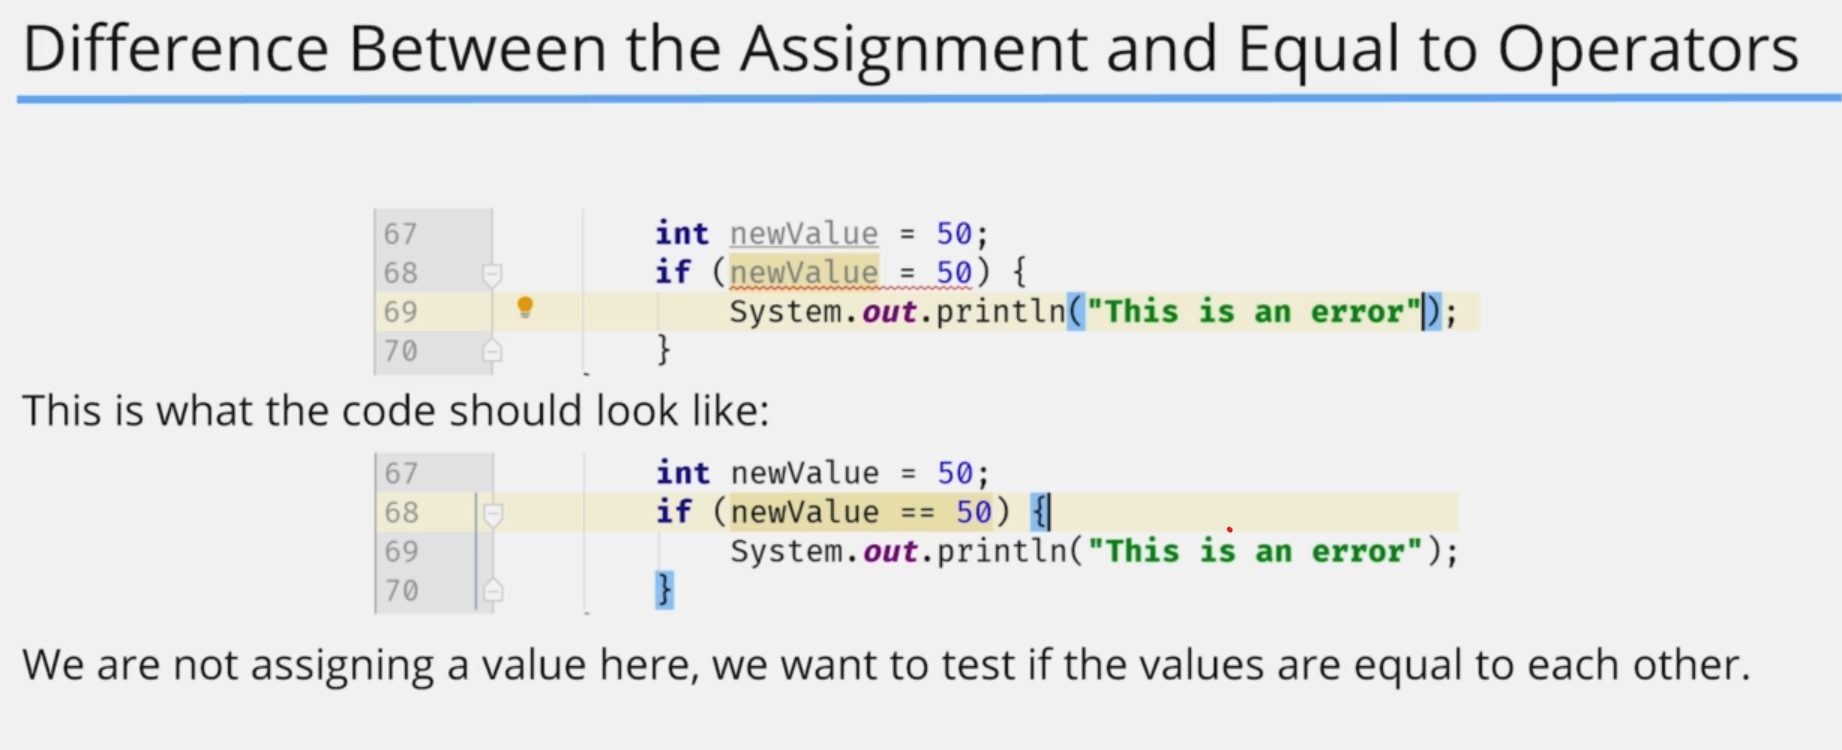 Difference Between the Assignment and Equal to Operators
67 int newValue = 50;
68 if (newValue = 50) {
69 System.out.println("This is an error");
70 }
This is what the code should look like:
67 int newValue = 50;
68 if (newValue == 50) {
69 System.out.println("This is an error");
70 }
We are not assigning a value here, we want to test if the values are equal to each other.